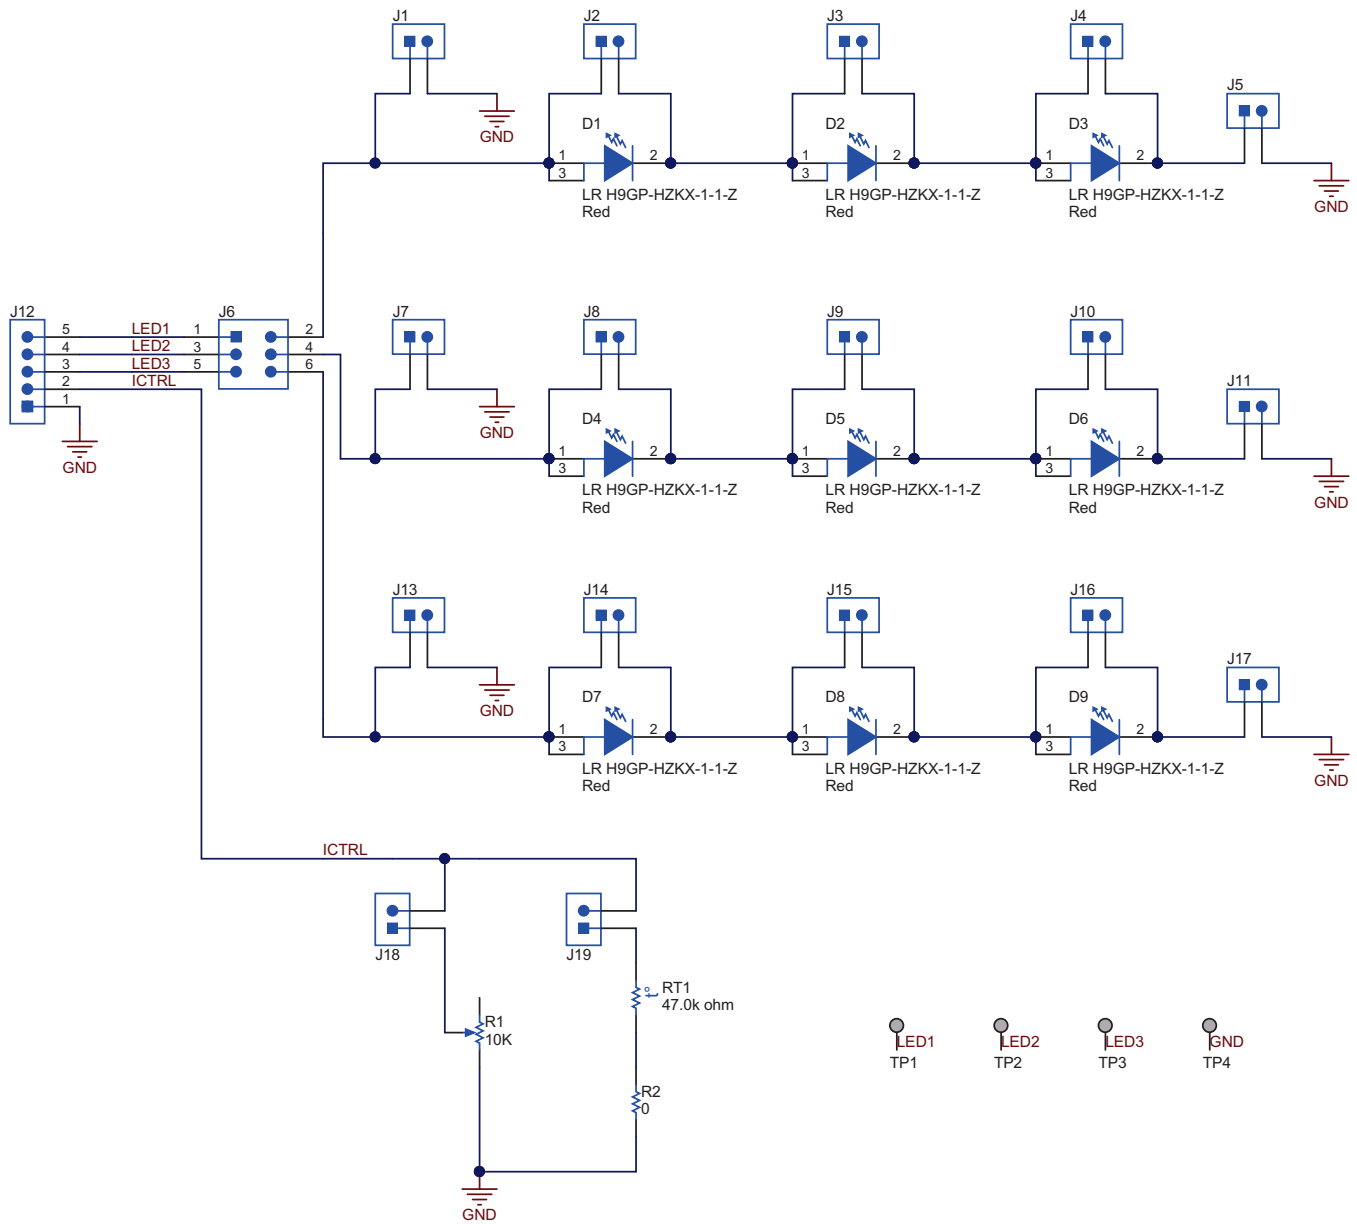 J1
J2
J3
J4
J5
GND
D1
D2
D3
1 2
3
1 2
3
1 2
3
LR H9GP-HZKX-1-1-Z
Red
LR H9GP-HZKX-1-1-Z
Red
LR H9GP-HZKX-1-1-Z
Red
GND
J12
5 LED1 1
4 LED2 3
3 LED3 5
2 ICTRL
1
GND
J6
2
4
6
J7
J8
J9
J10
J11
GND
D4
D5
D6
1 2
3
1 2
3
1 2
3
LR H9GP-HZKX-1-1-Z
Red
LR H9GP-HZKX-1-1-Z
Red
LR H9GP-HZKX-1-1-Z
Red
GND
J13
J14
J15
J16
J17
GND
D7
D8
D9
1 2
3
1 2
3
1 2
3
LR H9GP-HZKX-1-1-Z
Red
LR H9GP-HZKX-1-1-Z
Red
LR H9GP-HZKX-1-1-Z
Red
GND
ICTRL
J18
J19
t°
RT1
47.0k ohm
R1
10K
R2
0
GND
LED1
TP1
LED2
TP2
LED3
TP3
GND
TP4